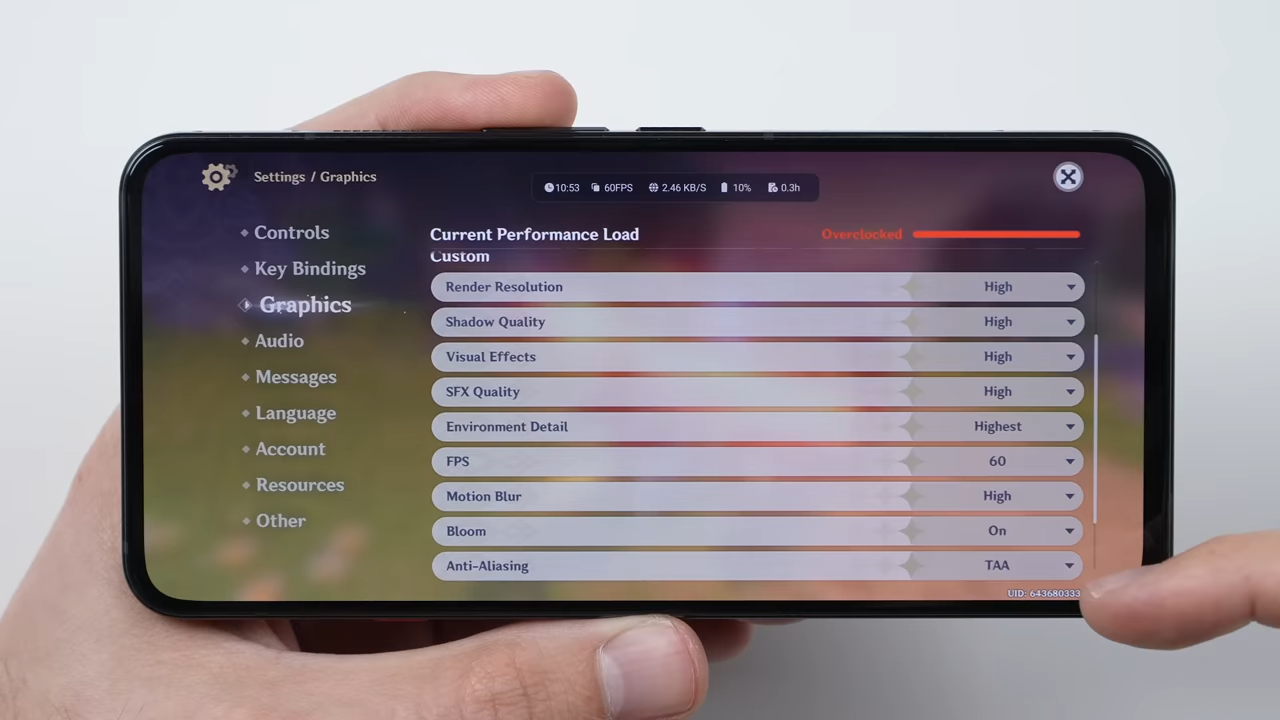 Settings / Graphics
10:53 60FPS 2.46 KB/S 10% 0.3h
Controls
Key Bindings
Graphics
Audio
Messages
Language
Account
Resources
Other
Current Performance Load Overclocked
Custom
Render Resolution High
Shadow Quality High
Visual Effects High
SFX Quality High
Environment Detail Highest
FPS 60
Motion Blur High
Bloom On
Anti-Aliasing TAA
UID: 643680333